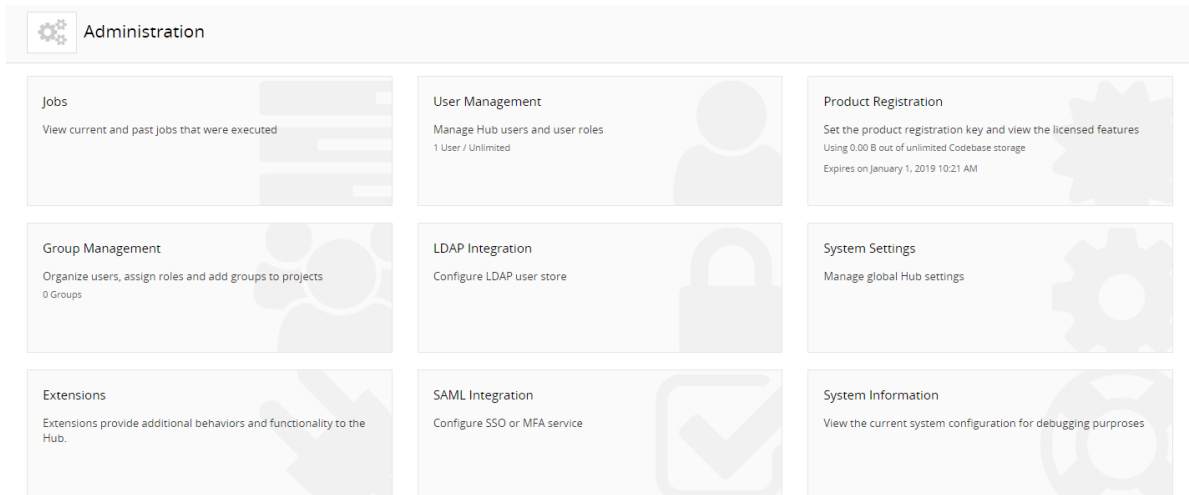 Administration
Jobs
View current and past jobs that were executed
User Management
Manage Hub users and user roles
1 User / Unlimited
Product Registration
Set the product registration key and view the licensed features
Using 0.00 B out of unlimited Codebase storage
Expires on January 1, 2019 10:21 AM
Group Management
Organize users, assign roles and add groups to projects
0 Groups
LDAP Integration
Configure LDAP user store
System Settings
Manage global Hub settings
Extensions
Extensions provide additional behaviors and functionality to the
Hub.
SAML Integration
Configure SSO or MFA service
System Information
View the current system configuration for debugging purproses